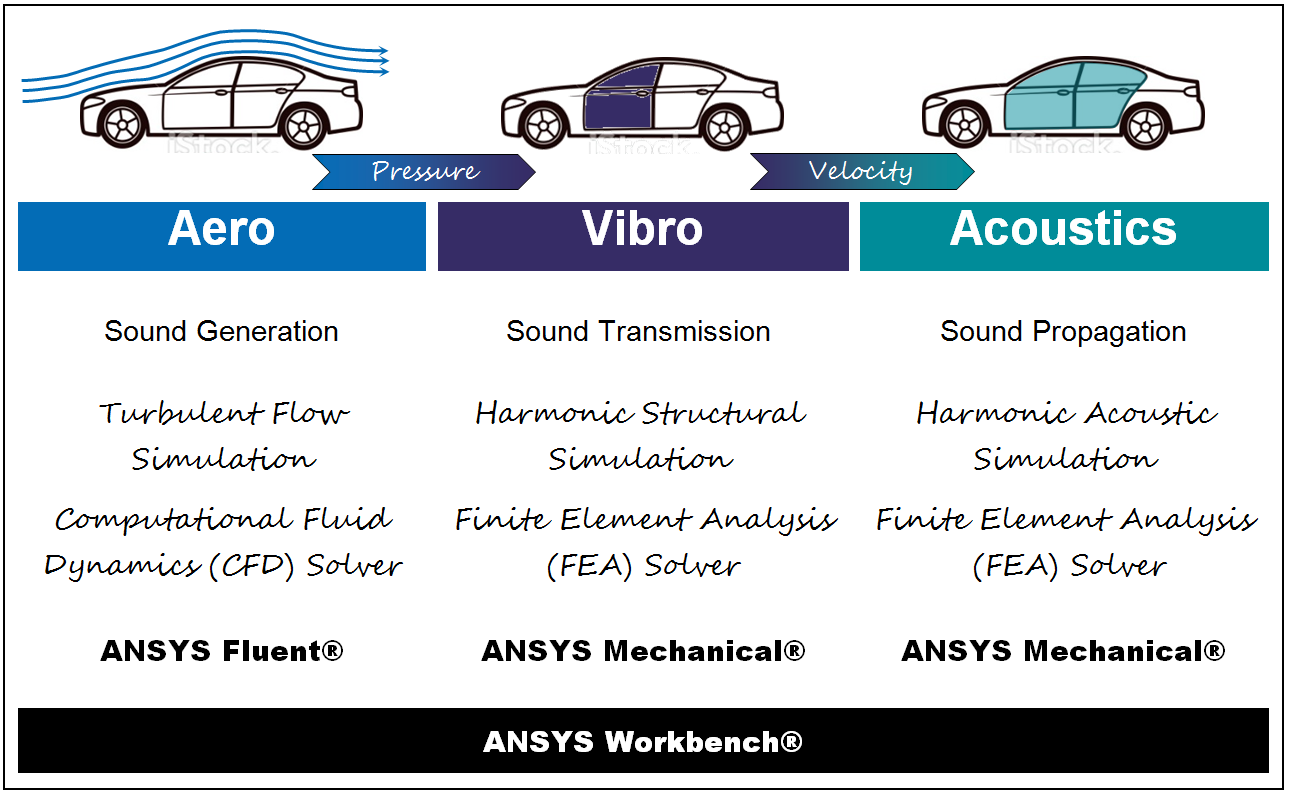 iStock.
iStock.
Pressure
Velocity
Aero
Vibro
Acoustics
Sound Generation
Sound Transmission
Sound Propagation
Turbulent Flow
Simulation
Harmonic Structural
Simulation
Harmonic Acoustic
Simulation
Computational Fluid
Dynamics (CFD) Solver
Finite Element Analysis
(FEA) Solver
Finite Element Analysis
(FEA) Solver
ANSYS Fluent®
ANSYS Mechanical®
ANSYS Mechanical®
ANSYS Workbench®